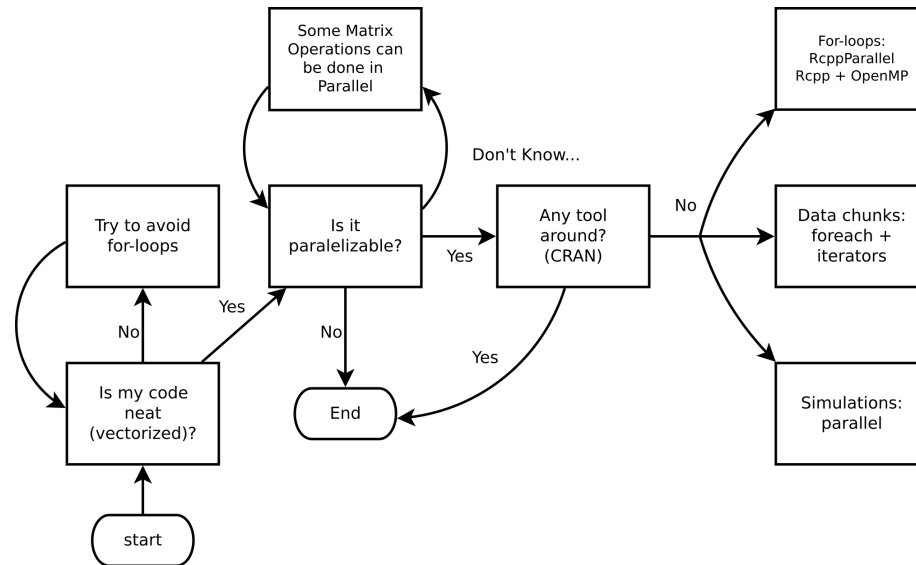 Some Matrix
Operations can
be done in
Parallel
For-loops:
RcppParallel
Rcpp + OpenMP
Don't Know...
Try to avoid
for-loops
Is it
paralelizable?
Yes
Any tool
around?
(CRAN)
No
Data chunks:
foreach +
iterators
No
Yes
No
Yes
Is my code
neat
(vectorized)?
End
Simulations:
parallel
start